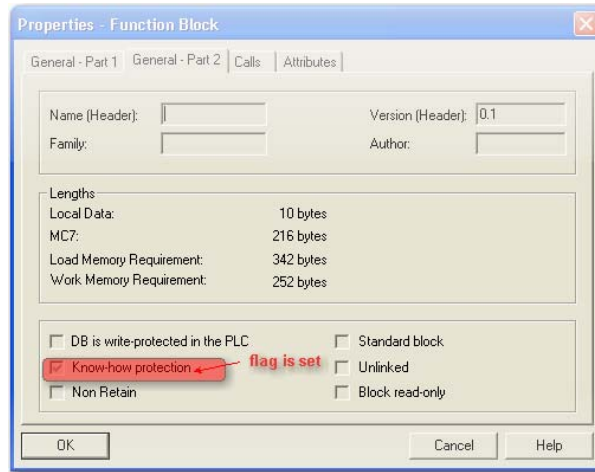 Properties - Function Block
General - Part 1 General - Part 2 Calls Attributes
Name (Header): Version (Header): 0.1
Family: Author:
Lengths
Local Data: 10 bytes
MC7: 216 bytes
Load Memory Requirement: 342 bytes
Work Memory Requirement: 252 bytes
DB is write-protected in the PLC Standard block
Know-how protection flag is set Unlinked
Non Retain Block read-only
OK Cancel Help